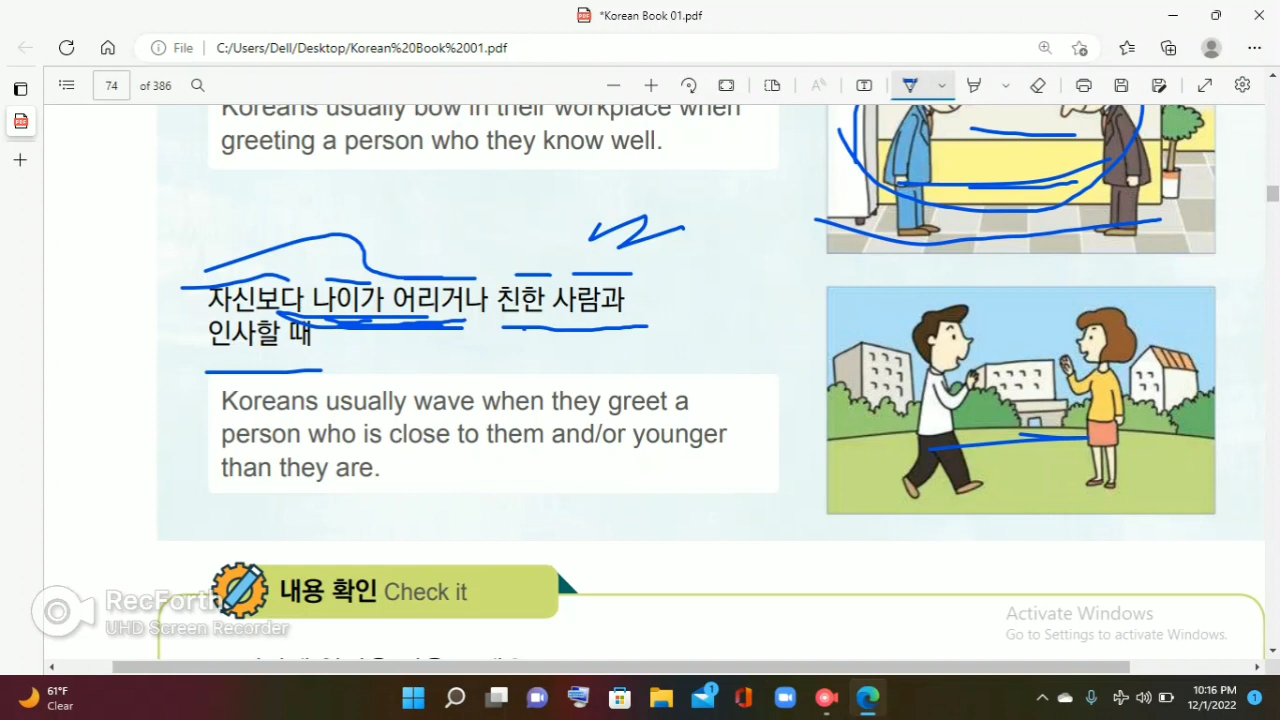 *Korean Book 01.pdf
File
C:/Users/Dell/Desktop/Korean%20Book%2001.pdf
74 of 386
Koreans usually bow in their workplace when
greeting a person who they know well.
자신보다 나이가 어리거나 친한 사람과
인사할 때
Koreans usually wave when they greet a
person who is close to them and/or younger
than they are.
내용 확인 Check it
RecForth
UHD Screen Recorder
Activate Windows
Go to Settings to activate Windows.
61°F
Clear
1
10:16 PM
12/1/2022
1